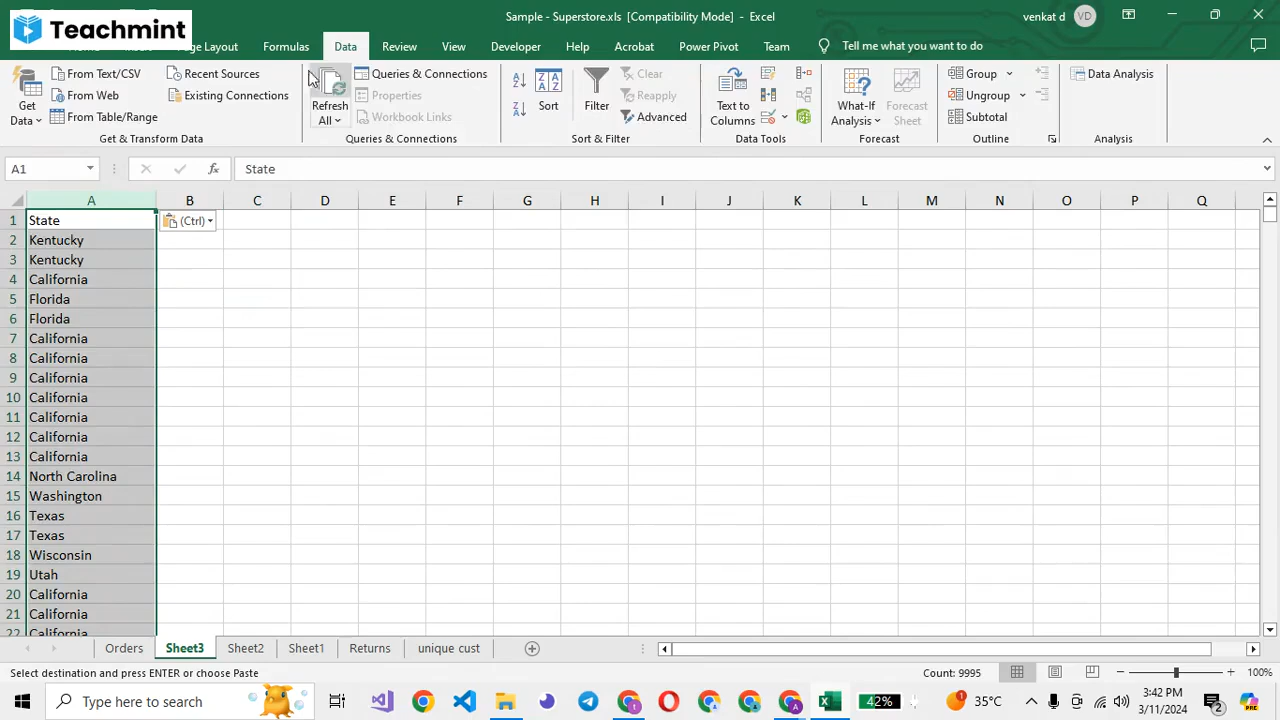 Teachmint
Sample - Superstore.xls [Compatibility Mode] - Excel
venkat d
VD
Page Layout
Formulas
Data
Review
View
Developer
Help
Acrobat
Power Pivot
Team
Tell me what you want to do
Get
Data
From Text/CSV
From Web
From Table/Range
Recent Sources
Existing Connections
Get & Transform Data
Refresh
All
Queries & Connections
Properties
Workbook Links
Queries & Connections
Sort
Filter
Clear
Reapply
Advanced
Sort & Filter
Text to
Columns
Data Tools
What-If
Analysis
Forecast
Sheet
Forecast
Group
Ungroup
Subtotal
Outline
Data Analysis
Analysis
A1
fx
State
A B C D E F G H I J K L M N O P Q
1 State
(Ctrl)
2 Kentucky
3 Kentucky
4 California
5 Florida
6 Florida
7 California
8 California
9 California
10 California
11 California
12 California
13 California
14 North Carolina
15 Washington
16 Texas
17 Texas
18 Wisconsin
19 Utah
20 California
21 California
22 California
Orders Sheet3 Sheet2 Sheet1 Returns unique cust
Select destination and press ENTER or choose Paste
Count: 9995
100%
Type here to search
42%
1
35°C
3:42 PM
3/11/2024
2